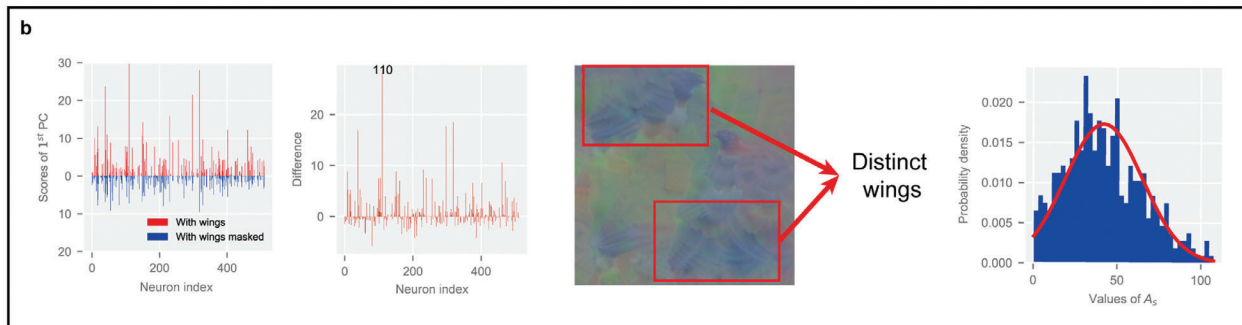 b
30
20
10
0
10
20
Scores of 1st PC
With wings
With wings masked
0 200 400
Neuron index
110
20
10
0
Difference
0 200 400
Neuron index
Distinct
wings
0.020
0.015
0.010
0.005
0.000
Probability density
0 50 100
Values of As